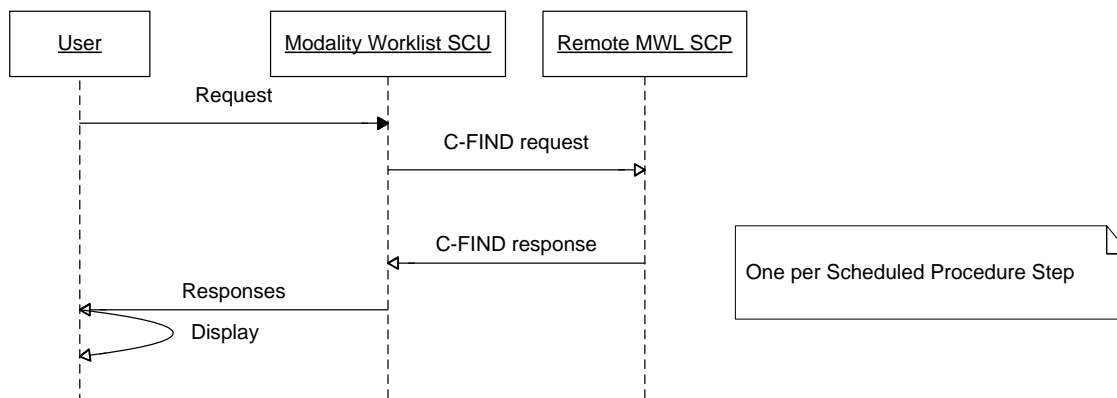 User
Modality Worklist SCU
Remote MWL SCP
Request
C-FIND request
C-FIND response
One per Scheduled Procedure Step
Responses
Display